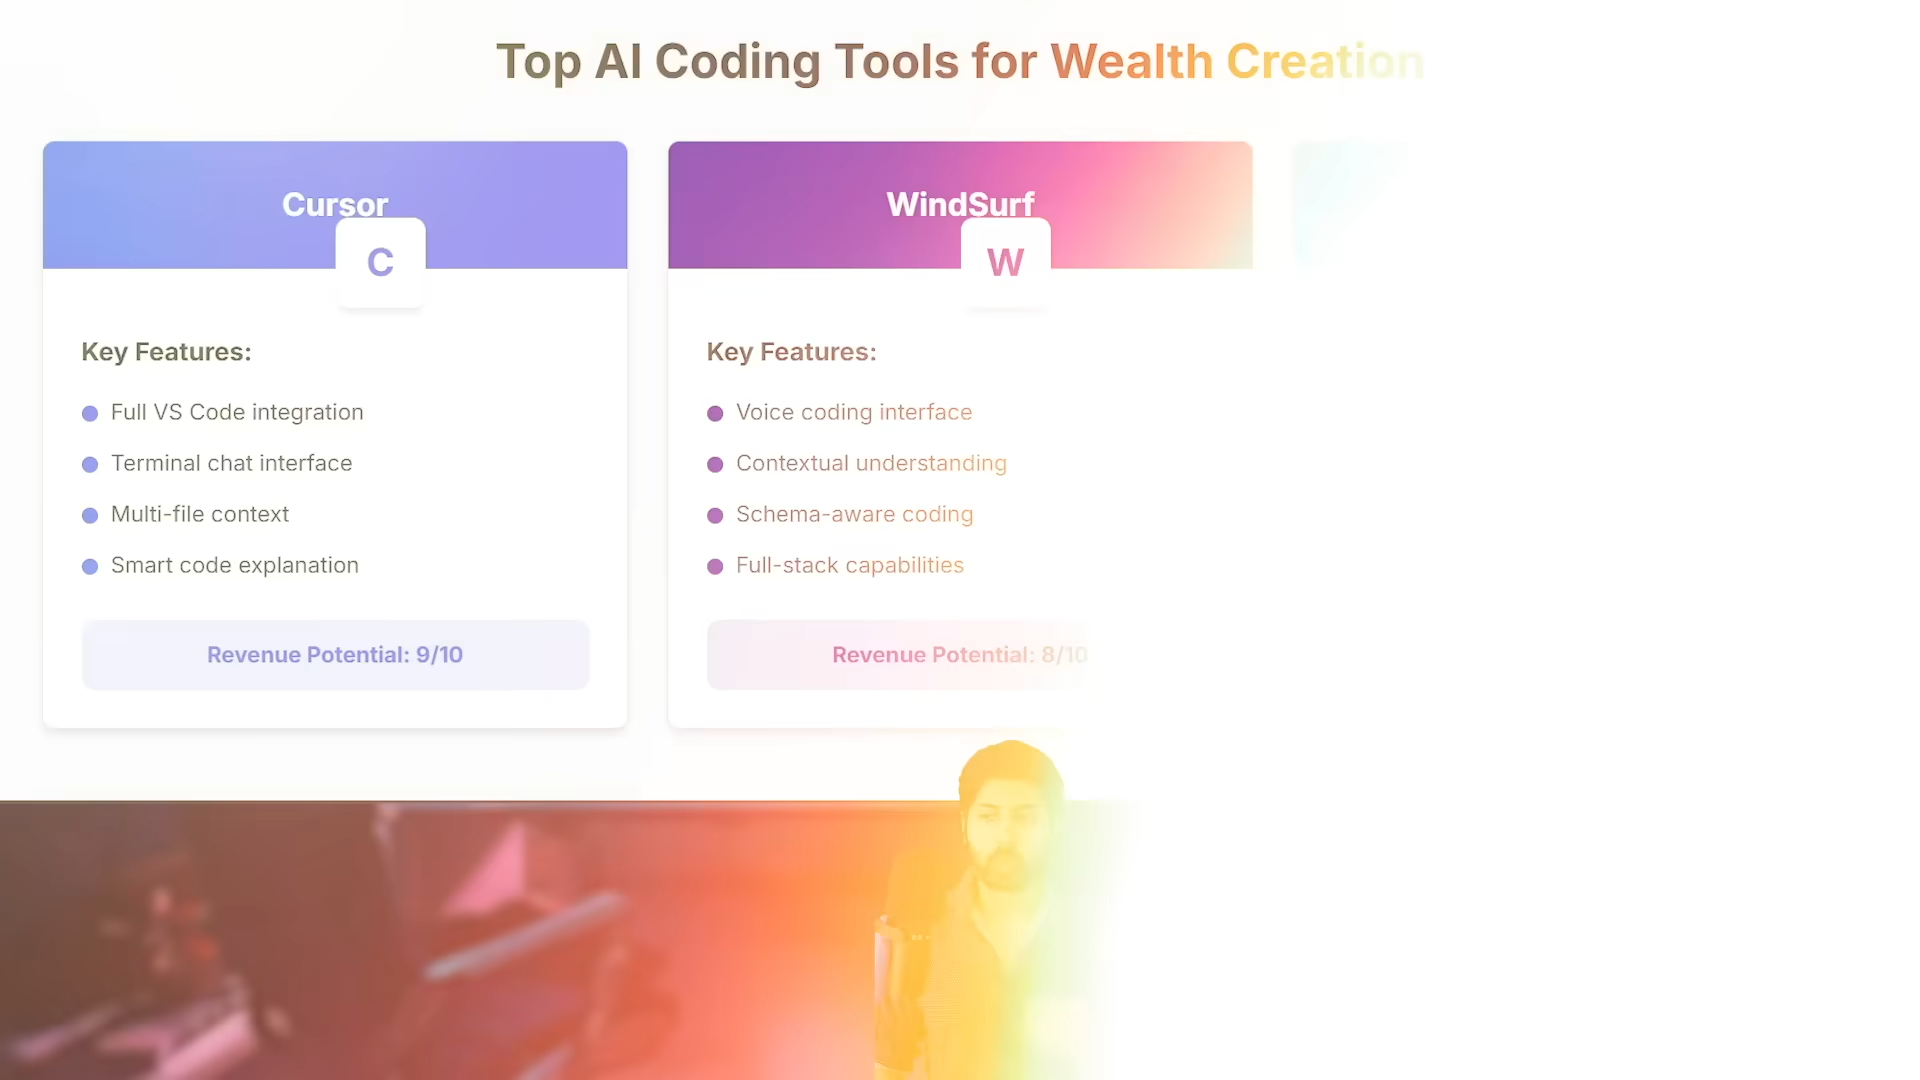 Top AI Coding Tools for Wealth Creation
Cursor
C
Key Features:
Full VS Code integration
Terminal chat interface
Multi-file context
Smart code explanation
Revenue Potential: 9/10
WindSurf
W
Key Features:
Voice coding interface
Contextual understanding
Schema-aware coding
Full-stack capabilities
Revenue Potential: 8/10